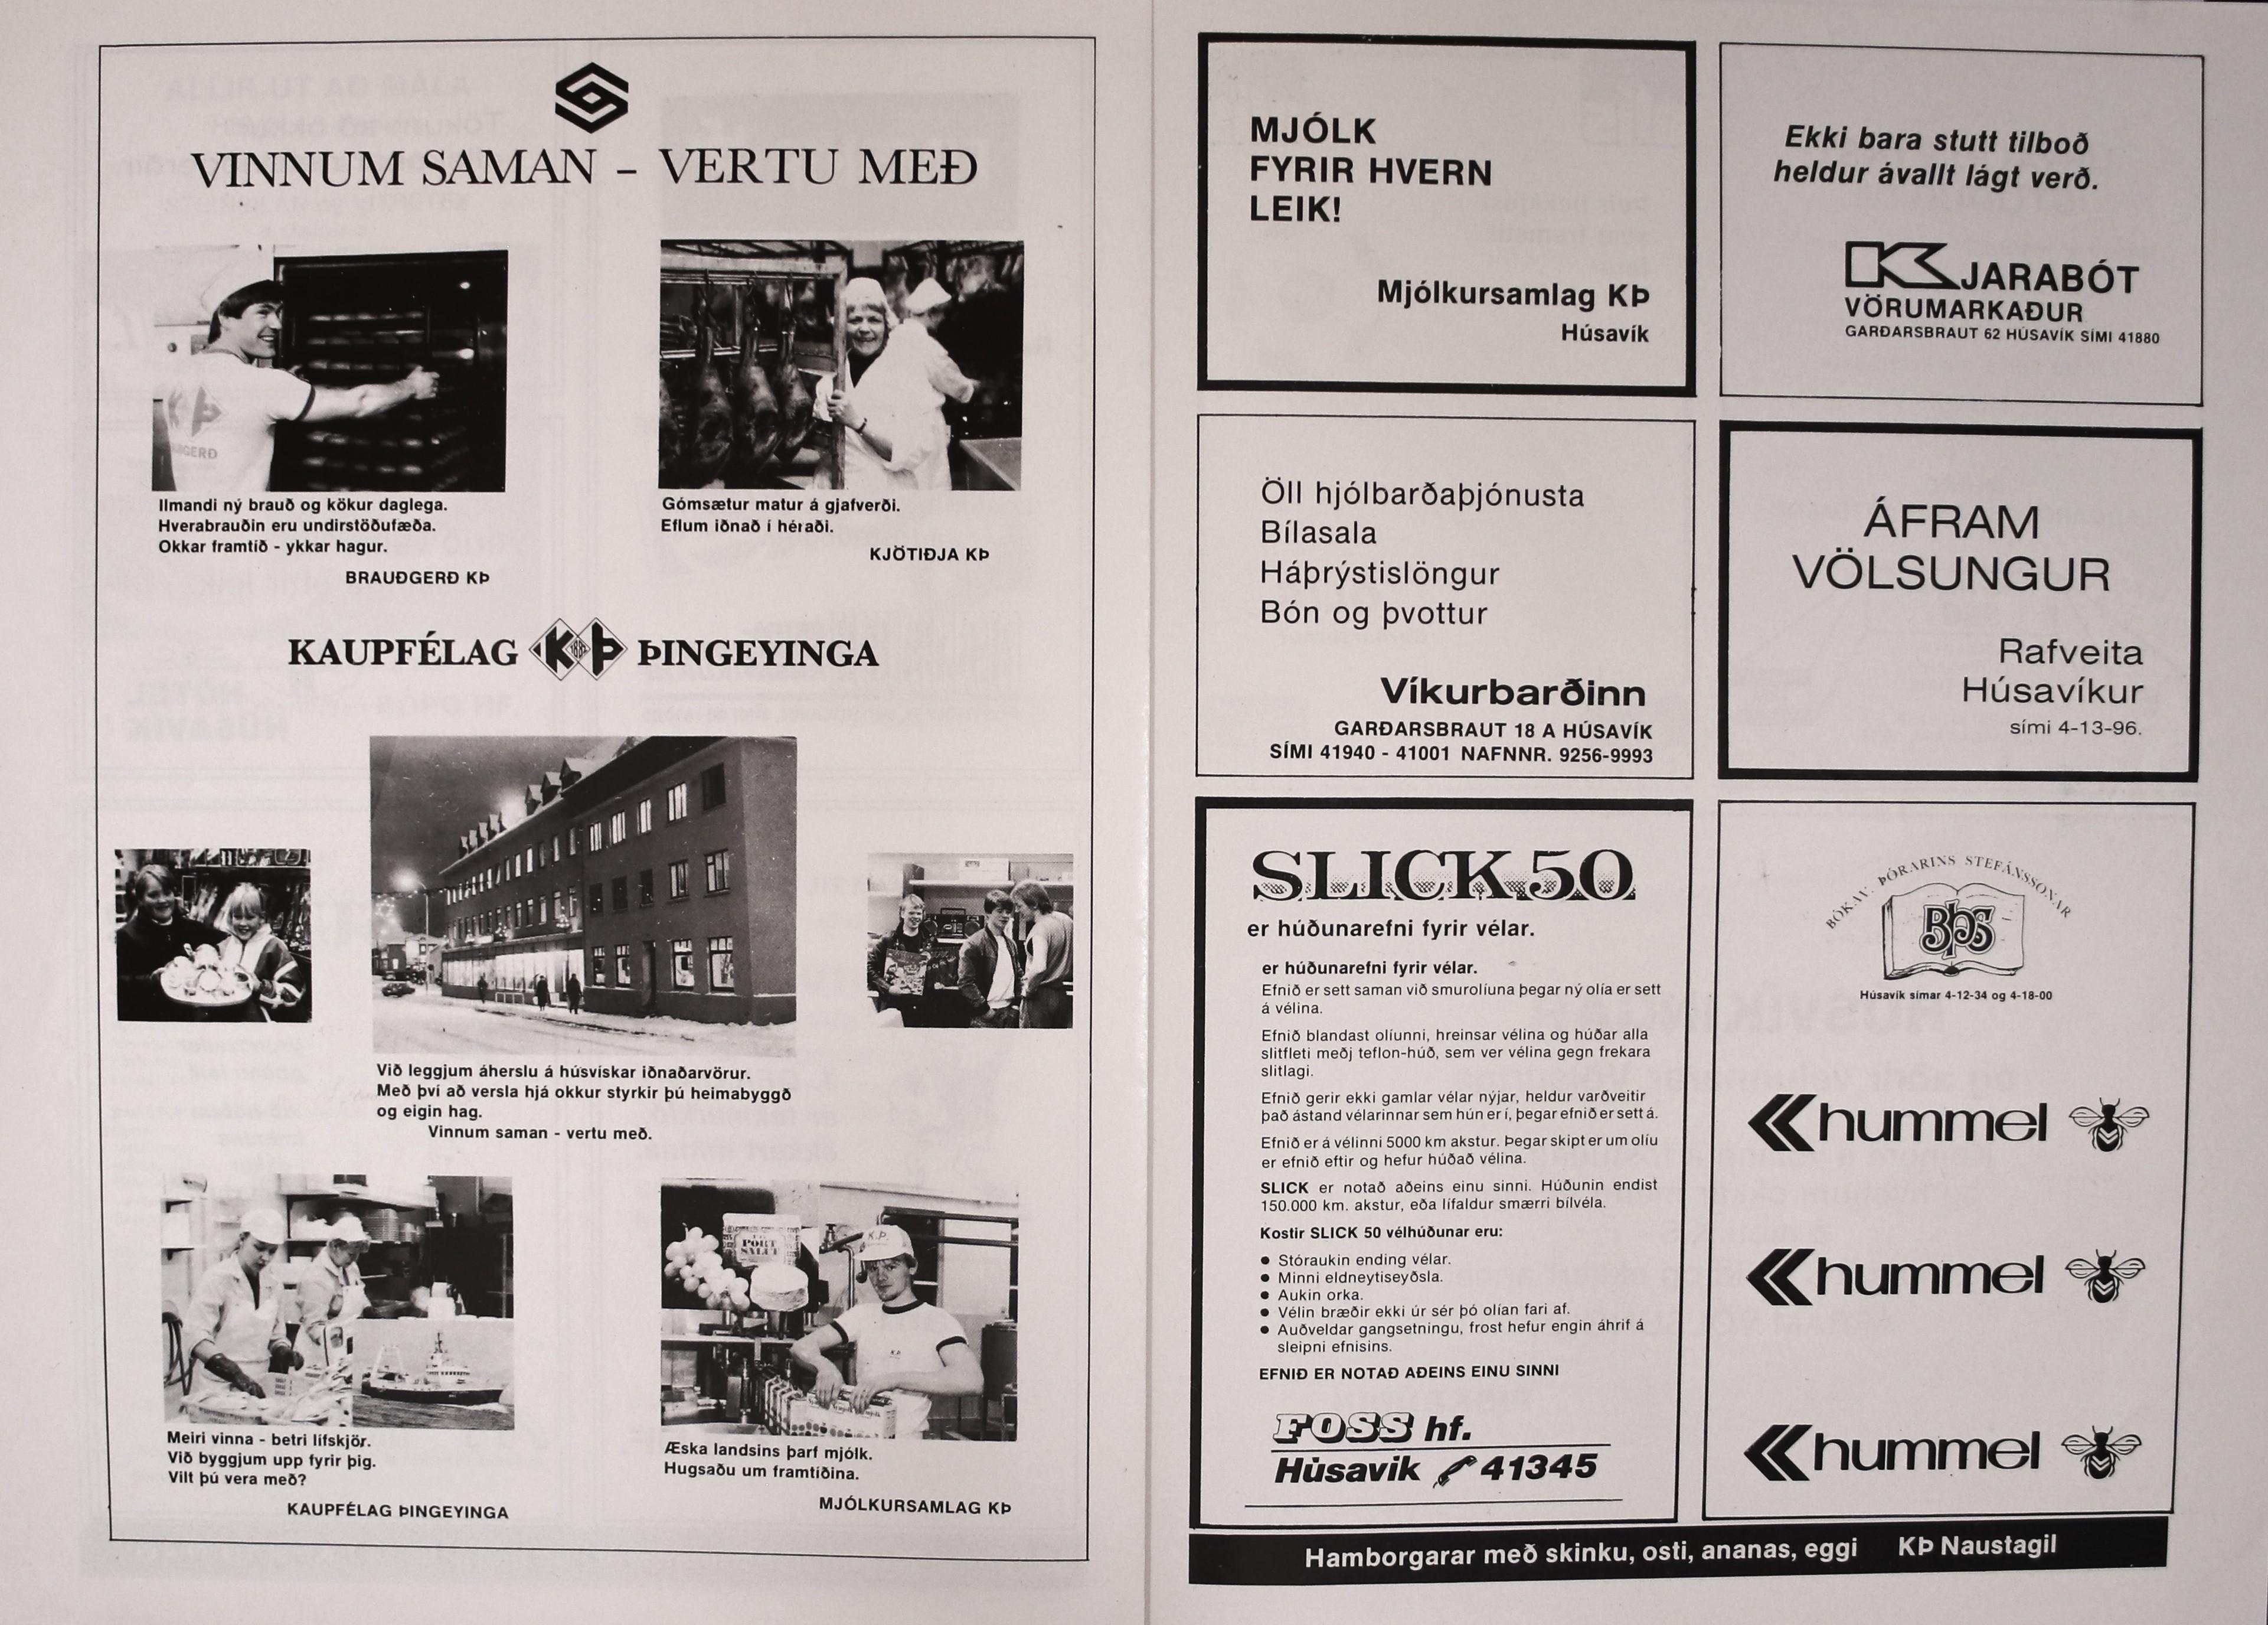 VINNUM SAMAN – VERTU MEÐ
Ilmandi ný brauð og kökur daglega.
Hverabrauðin eru undirstöðufæða.
Okkar framtíð - ykkar hagur.
BRAUÐGERÐ KÞ
Gómsætur matur á gjafverði.
Eflum iðnað í héraði.
KJÖTIÐJA KÞ
KAUPFÉLAG KÞ ÞINGEYINGA
Við leggjum áherslu á húsvískar iðnaðarvörur.
Með því að versla hjá okkur styrkir þú heimabyggð
og eigin hag.
Vinnum saman - vertu með.
PORT
SALUT
K.Þ.
Meiri vinna - betri lífskjör.
Við byggjum upp fyrir þig.
Vilt þú vera með?
KAUPFÉLAG ÞINGEYINGA
Æska landsins þarf mjólk.
Hugsaðu um framtíðina.
MJÓLKURSAMLAG KÞ
MJÓLK
FYRIR HVERN
LEIK!
Mjólkursamlag KÞ
Húsavík
Ekki bara stutt tilboð
heldur ávallt lágt verð.
KJARABÓT
VÖRUMARKAÐUR
GARÐARSBRAUT 62 HÚSAVÍK SÍMI 41880
Öll hjólbarðaþjónusta
Bílasala
Háþrýstislöngur
Bón og þvottur
Víkurbarðinn
GARÐARSBRAUT 18 A HÚSAVÍK
SÍMI 41940 - 41001 NAFNNR. 9256-9993
ÁFRAM
VÖLSUNGUR
Rafveita
Húsavíkur
sími 4-13-96.
SLICK 50
er húðunarefni fyrir vélar.
er húðunarefni fyrir vélar.
Efnið er sett saman við smurolíuna þegar ný olía er sett
á vélina.
Efnið blandast olíunni, hreinsar vélina og húðar alla
slitfleti meðj teflon-húð, sem ver vélina gegn frekara
slitlagi.
Efnið gerir ekki gamlar vélar nýjar, heldur varðveitir
það ástand vélarinnar sem hún er í, þegar efnið er sett á.
Efnið er á vélinni 5000 km akstur. Þegar skipt er um olíu
er efnið eftir og hefur húðað vélina.
SLICK er notað aðeins einu sinni. Húðunin endist
150.000 km. akstur, eða lífaldur smærri bílvéla.
Kostir SLICK 50 vélhúðunar eru:
● Stóraukin ending vélar.
● Minni eldneytiseyðsla.
● Aukin orka.
● Vélin bræðir ekki úr sér þó olían fari af.
● Auðveldar gangsetningu, frost hefur engin áhrif á
sleipni efnisins.
EFNIÐ ER NOTAÐ AÐEINS EINU SINNI
FOSS hf.
Húsavik 41345
BÓKAV. ÞÓRARINS STEFÁNSSONAR
BÞS
Húsavík símar 4-12-34 og 4-18-00
hummel
hummel
hummel
Hamborgarar með skinku, osti, ananas, eggi KÞ Naustagil